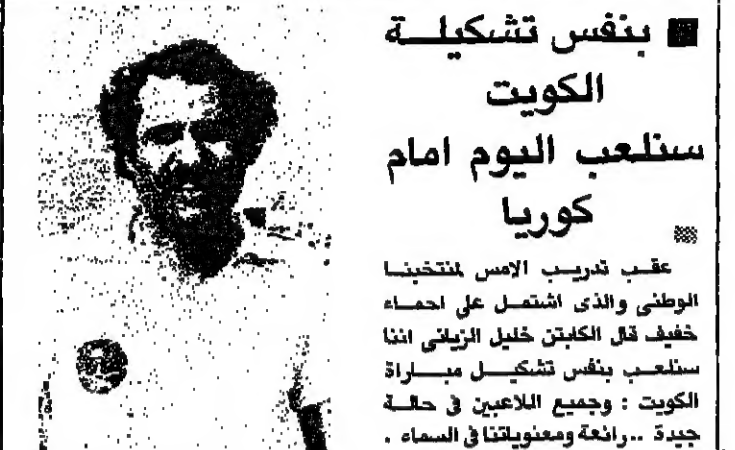 بنفس تشكيلة
الكويت
سنلعب اليوم امام
كوريا
عقب تدريب الامس لمنتخبنا
الوطنى والذى اشتمل على احماء
خفيف قال الكابتن خليل الزيانى اننا
سنلعب بنفس تشكيل مباراة
الكويت : وجميع اللاعبين فى حالة
جيدة .. رائعة ومعنوياتنا فى السماء .